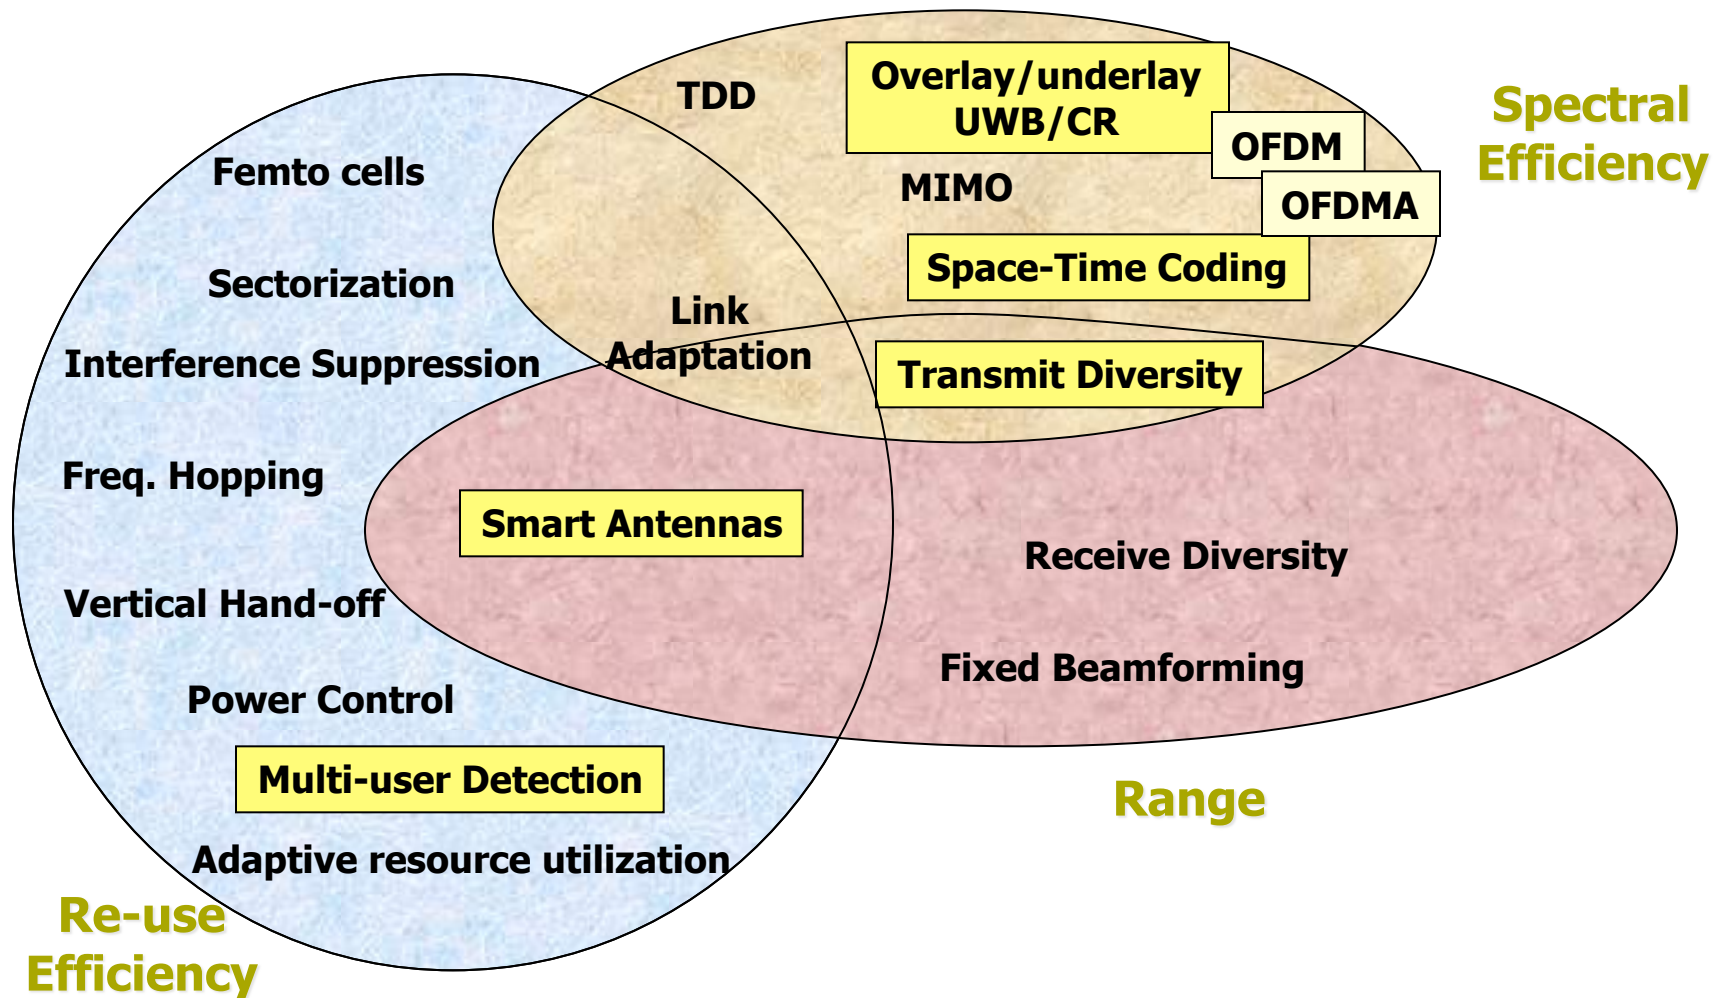 TDD
Overlay/underlay
UWB/CR
Spectral
Efficiency
OFDM
Femto cells
MIMO
OFDMA
Space-Time Coding
Sectorization
Link
Adaptation
Interference Suppression
Transmit Diversity
Freq. Hopping
Smart Antennas
Receive Diversity
Vertical Hand-off
Fixed Beamforming
Power Control
Multi-user Detection
Range
Adaptive resource utilization
Re-use
Efficiency